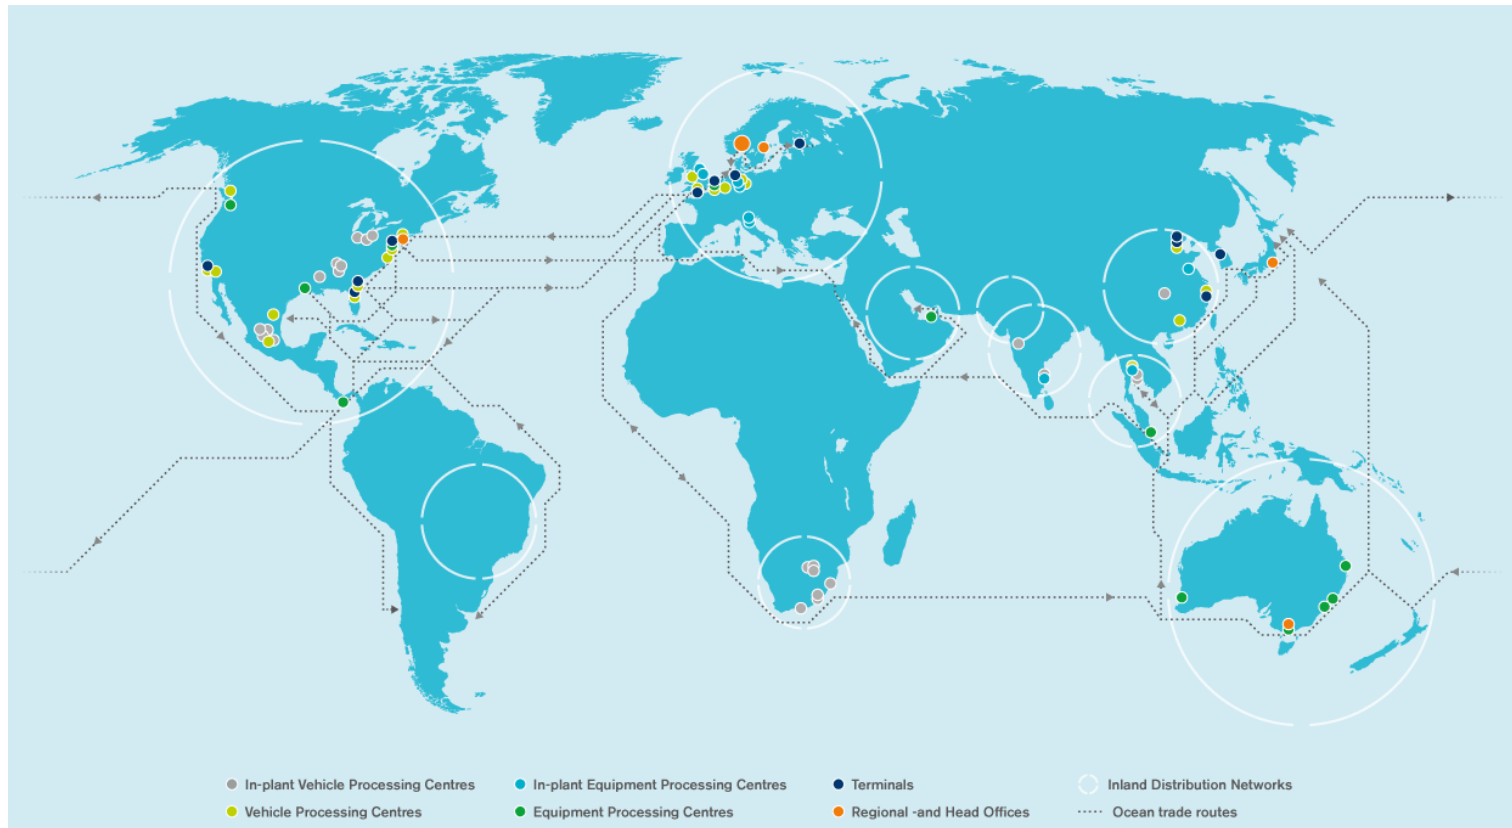 In-plant Vehicle Processing Centres
In-plant Equipment Processing Centres
Terminals
Inland Distribution Networks
Vehicle Processing Centres
Equipment Processing Centres
Regional -and Head Offices
Ocean trade routes